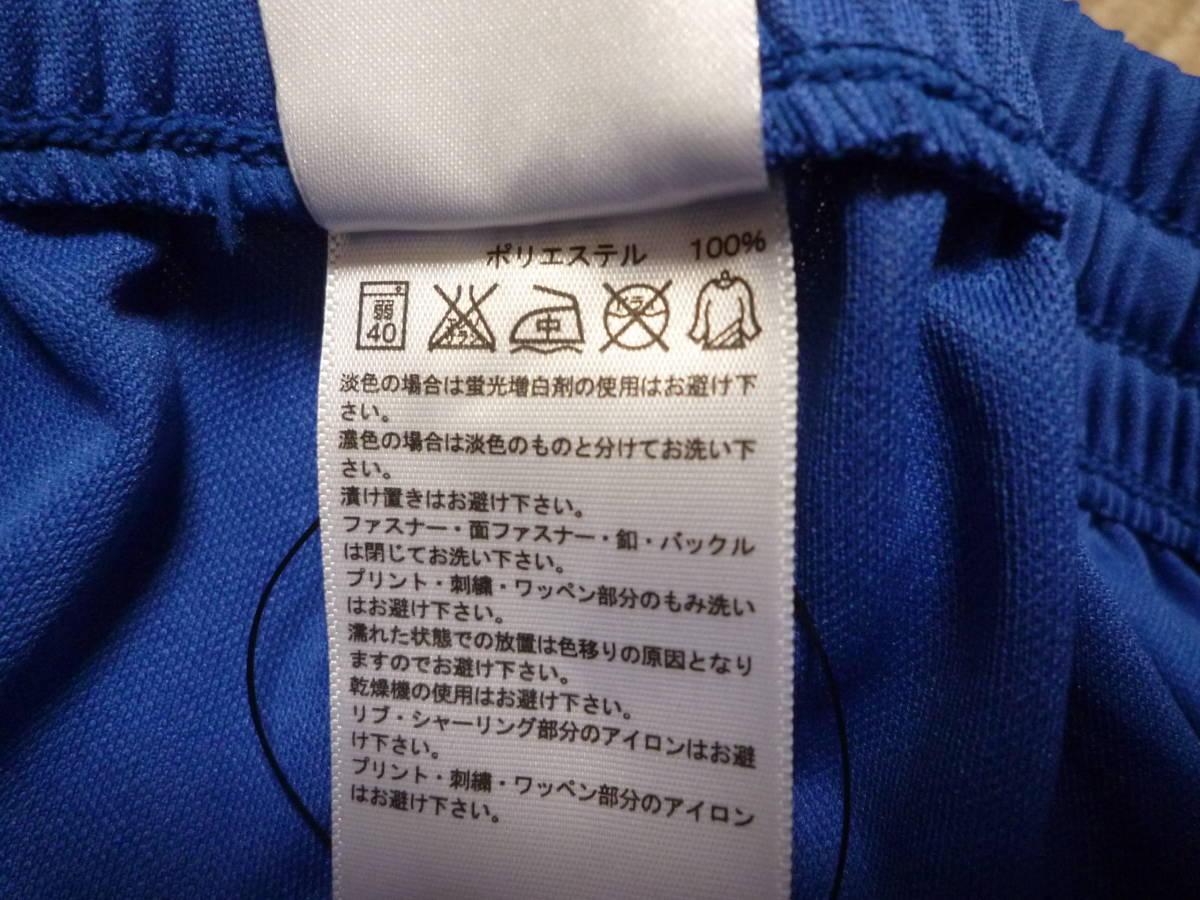 ポリエステル 100%
弱 40 エンソサラシ 中 ドライ
淡色の場合は蛍光増白剤の使用はお避け下
さい。
濃色の場合は淡色のものと分けてお洗い下
さい。
漬け置きはお避け下さい。
ファスナー・面ファスナー・釦・バックル
は閉じてお洗い下さい。
プリント・刺繍・ワッペン部分のもみ洗い
はお避け下さい。
濡れた状態での放置は色移りの原因となり
ますのでお避け下さい。
乾燥機の使用はお避け下さい。
リブ・シャーリング部分のアイロンはお避
け下さい。
プリント・刺繍・ワッペン部分のアイロン
はお避け下さい。